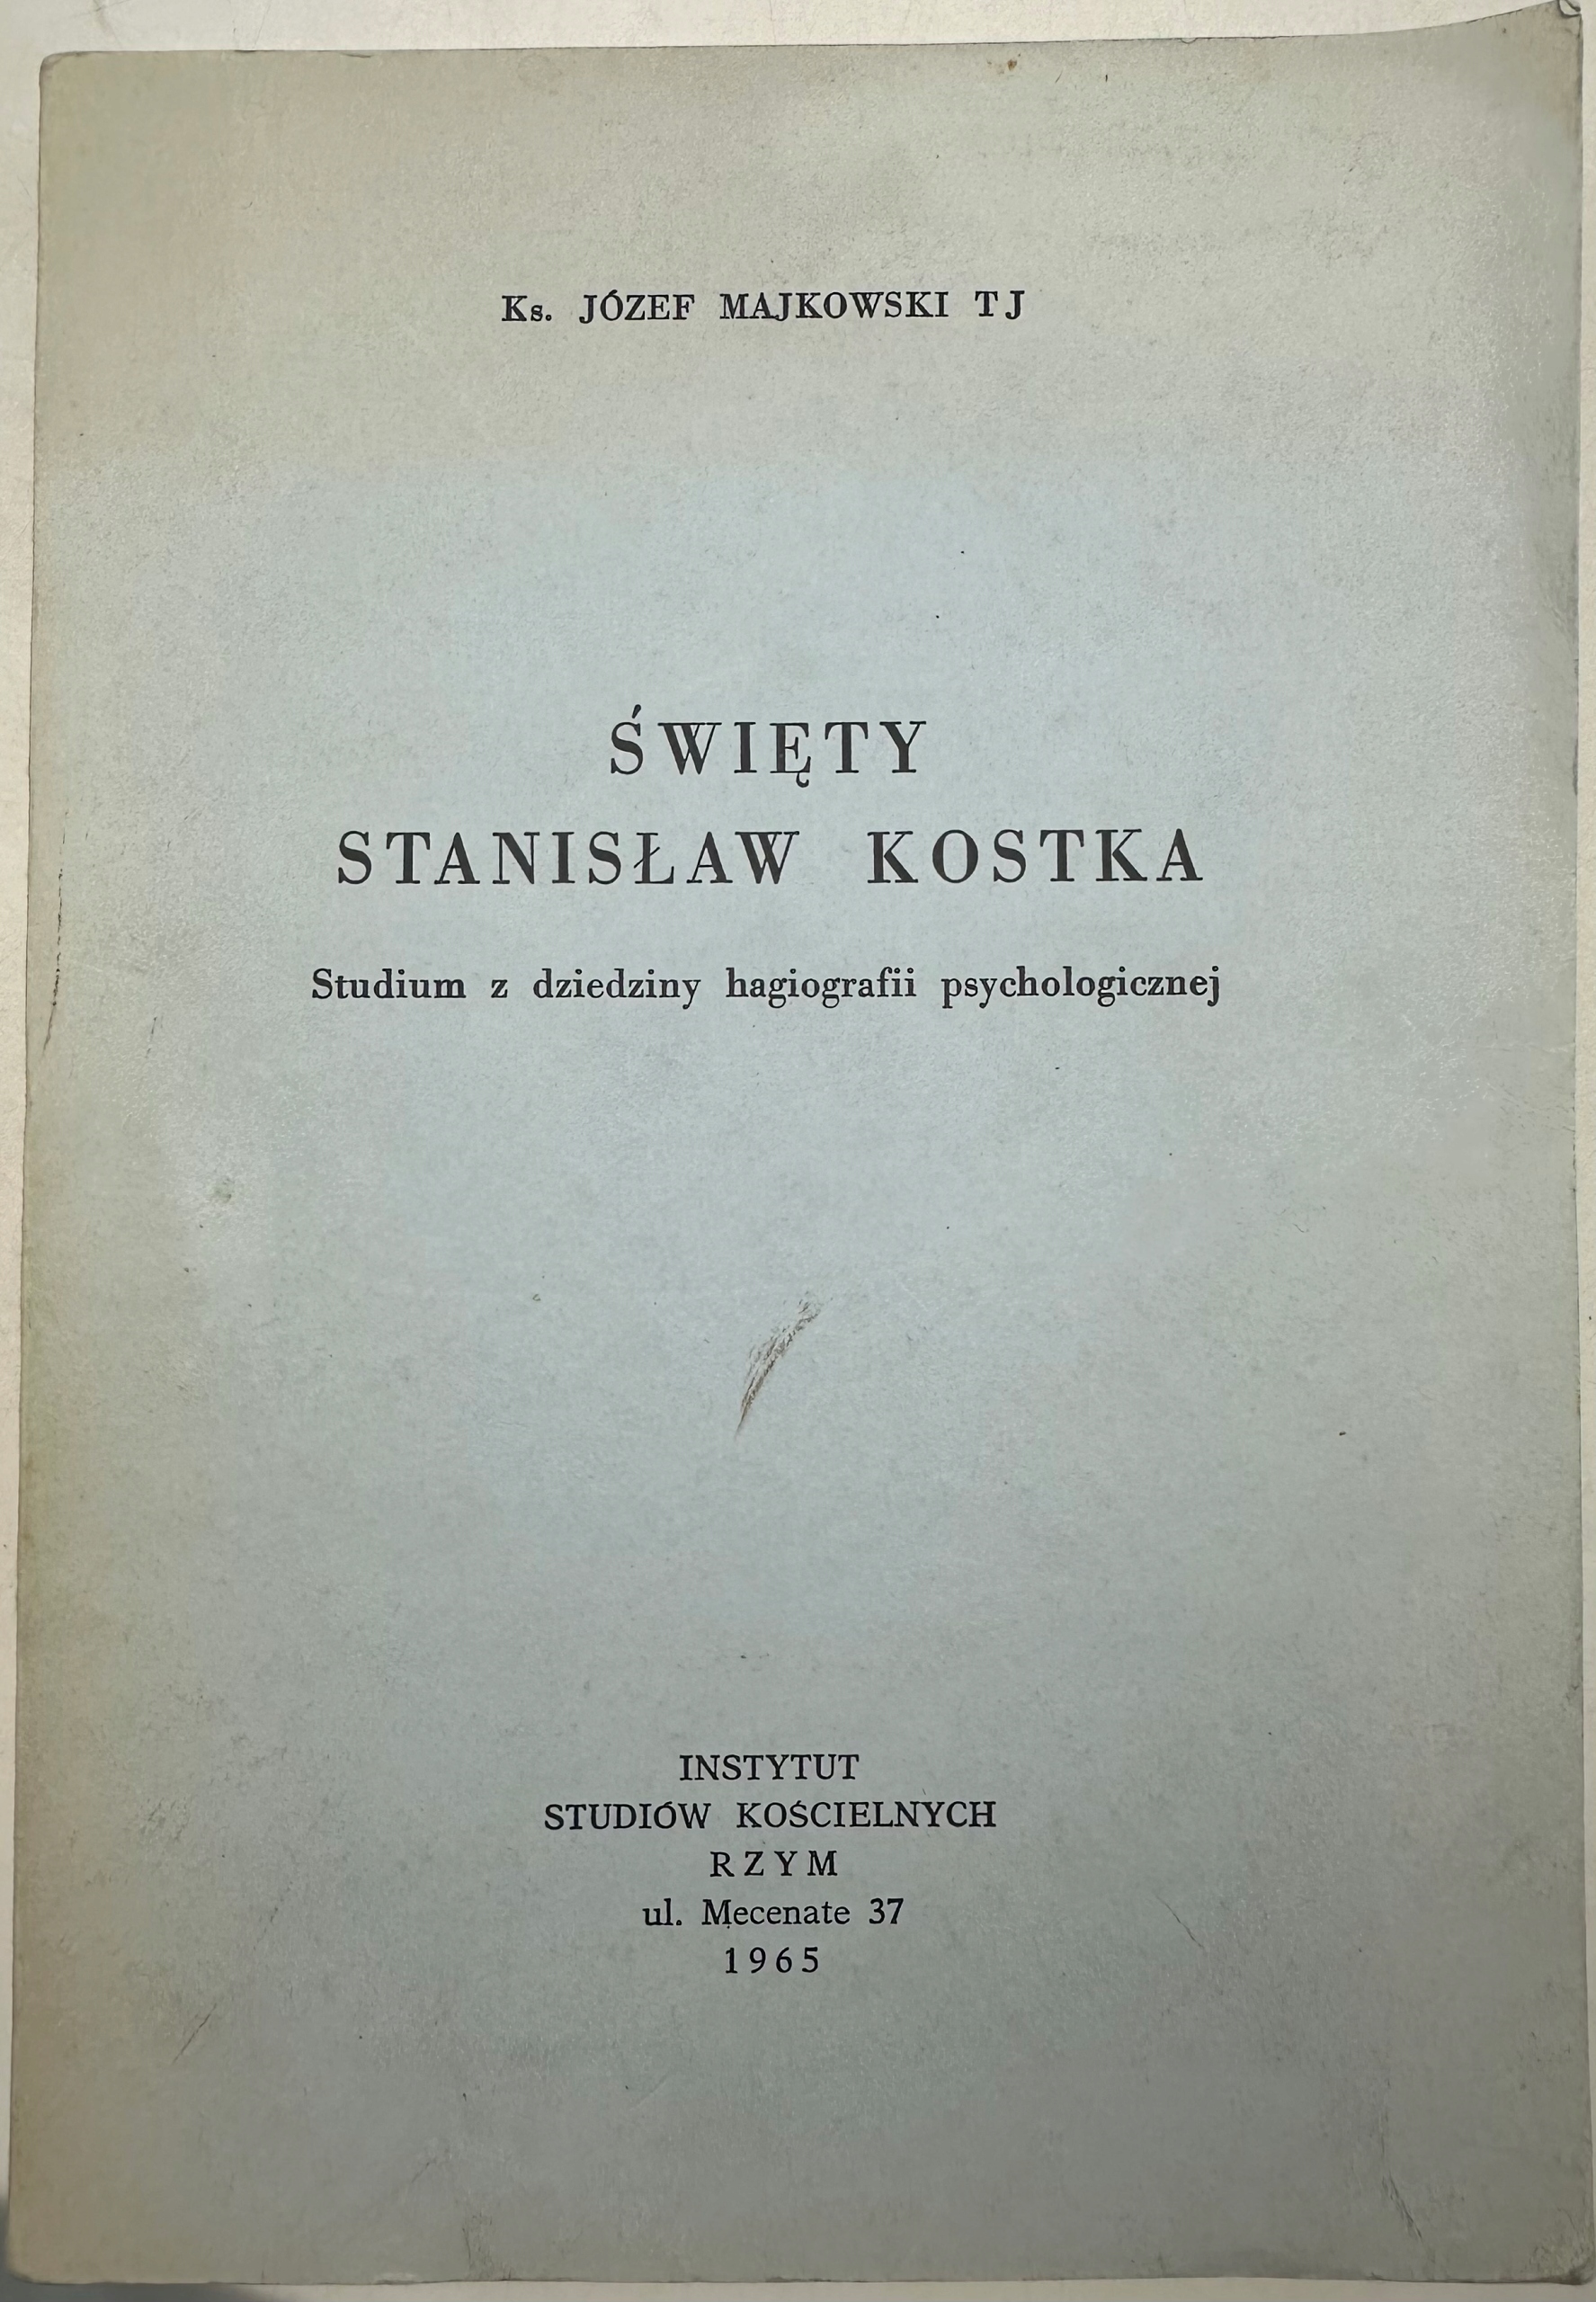 Ks. JÓZEF MAJKOWSKI TJ
ŚWIĘTY
STANISŁAW KOSTKA
Studium z dziedziny hagiografii psychologicznej
INSTYTUT
STUDIÓW KOŚCIELNYCH
RZYM
ul. Mecenate 37
1965